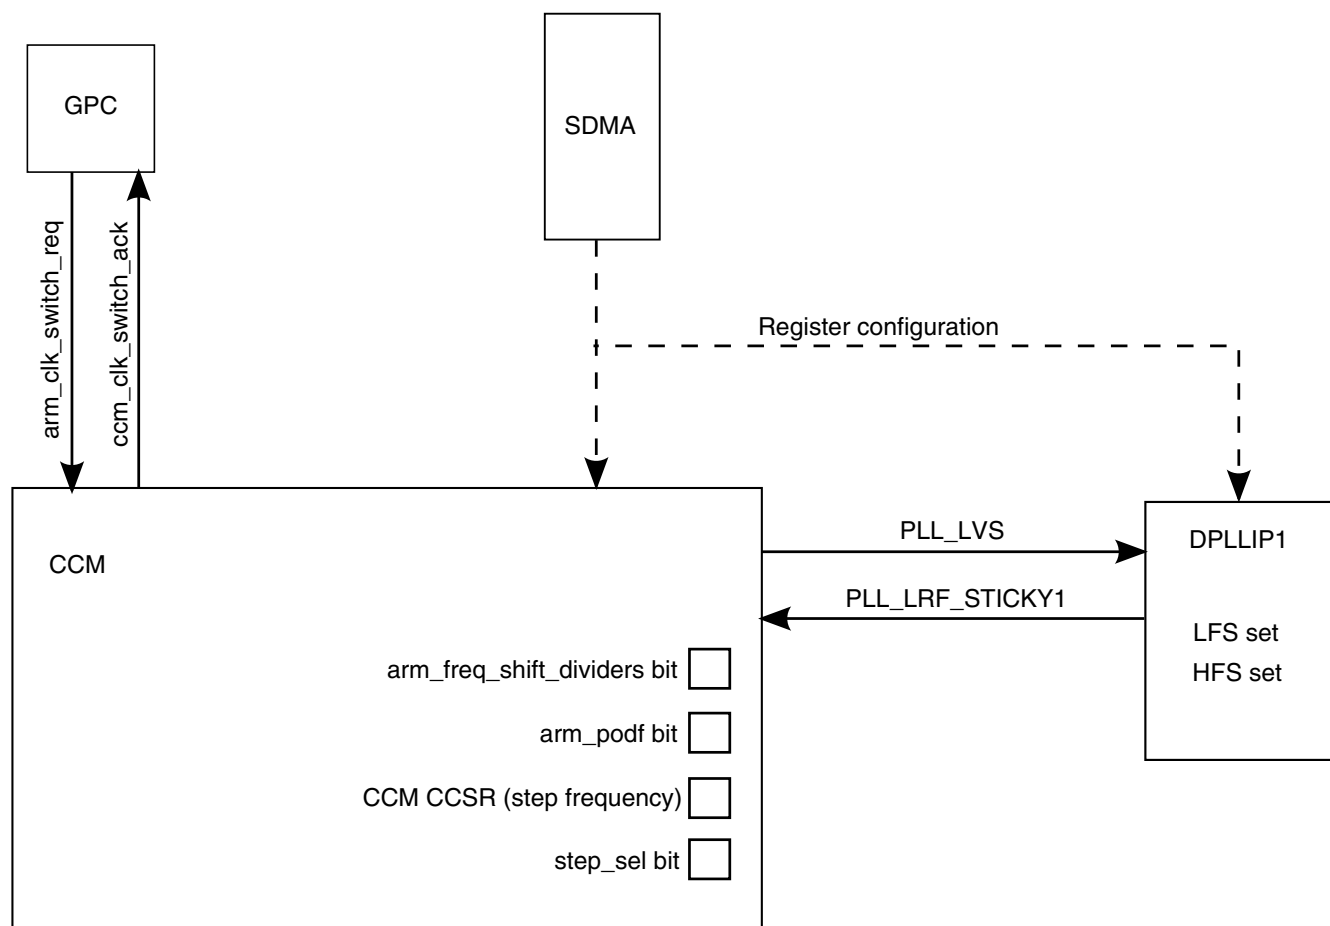 GPC
SDMA
arm_clk_switch_req
ccm_clk_switch_ack
Register configuration
CCM
PLL_LVS
PLL_LRF_STICKY1
DPLLIP1
LFS set
HFS set
arm_freq_shift_dividers bit
arm_podf bit
CCM CCSR (step frequency)
step_sel bit